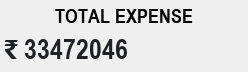 TOTAL EXPENSE
₹ 33472046